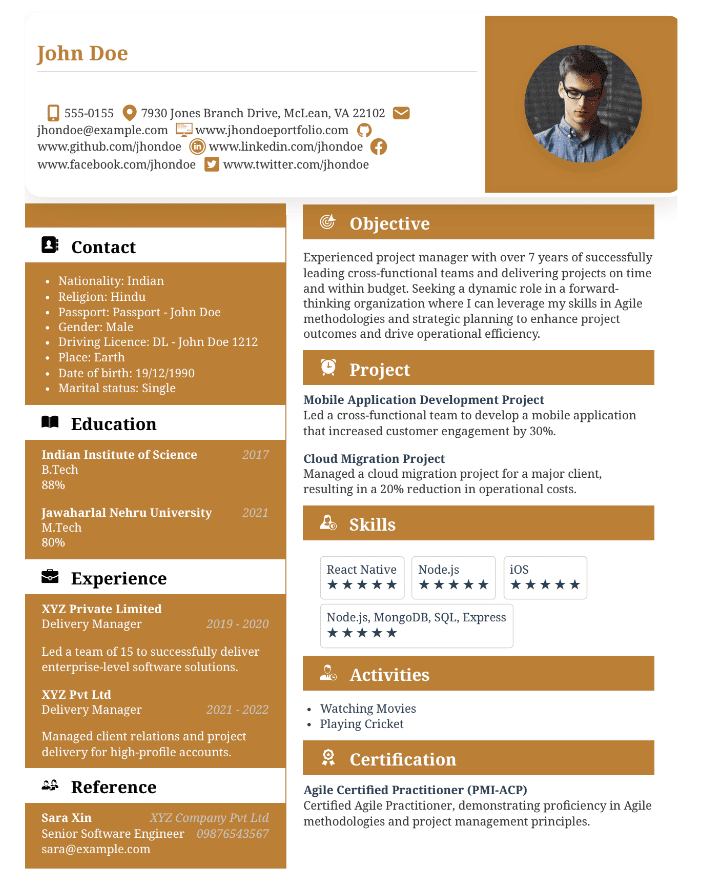 John Doe
555-0155 7930 Jones Branch Drive, McLean, VA 22102
jhondoe@example.com www.jhondoeportfolio.com
www.github.com/jhondoe www.linkedin.com/jhondoe
www.facebook.com/jhondoe www.twitter.com/jhondoe
Contact
• Nationality: Indian
• Religion: Hindu
• Passport: Passport - John Doe
• Gender: Male
• Driving Licence: DL - John Doe 1212
• Place: Earth
• Date of birth: 19/12/1990
• Marital status: Single
Education
Indian Institute of Science 2017
B.Tech
88%
Jawaharlal Nehru University 2021
M.Tech
80%
Experience
XYZ Private Limited
Delivery Manager 2019 - 2020
Led a team of 15 to successfully deliver
enterprise-level software solutions.
XYZ Pvt Ltd
Delivery Manager 2021 - 2022
Managed client relations and project
delivery for high-profile accounts.
Reference
Sara Xin XYZ Company Pvt Ltd
Senior Software Engineer 09876543567
sara@example.com
Objective
Experienced project manager with over 7 years of successfully
leading cross-functional teams and delivering projects on time
and within budget. Seeking a dynamic role in a forward-
thinking organization where I can leverage my skills in Agile
methodologies and strategic planning to enhance project
outcomes and drive operational efficiency.
Project
Mobile Application Development Project
Led a cross-functional team to develop a mobile application
that increased customer engagement by 30%.
Cloud Migration Project
Managed a cloud migration project for a major client,
resulting in a 20% reduction in operational costs.
Skills
React Native Node.js iOS
★ ★ ★ ★ ★ ★ ★ ★ ★ ★ ★ ★ ★ ★ ★
Node.js, MongoDB, SQL, Express
★ ★ ★ ★ ★
Activities
• Watching Movies
• Playing Cricket
Certification
Agile Certified Practitioner (PMI-ACP)
Certified Agile Practitioner, demonstrating proficiency in Agile
methodologies and project management principles.